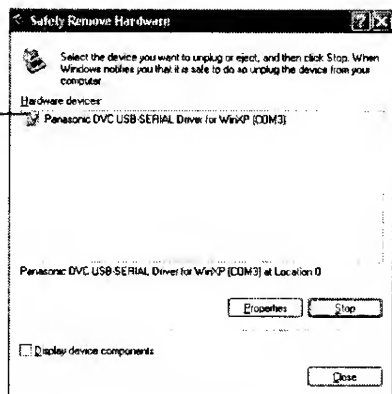 Safely Remove Hardware
Select the device you want to unplug or eject, and then click Stop. When
Windows notifies you that it is safe to do so unplug the device from your
computer.
Hardware devices:
Panasonic DVC USB-SERIAL Driver for WinXP (COM3)
Panasonic DVC USB-SERIAL Driver for WinXP (COM3) at Location 0
Properties
Stop
Display device components
Close